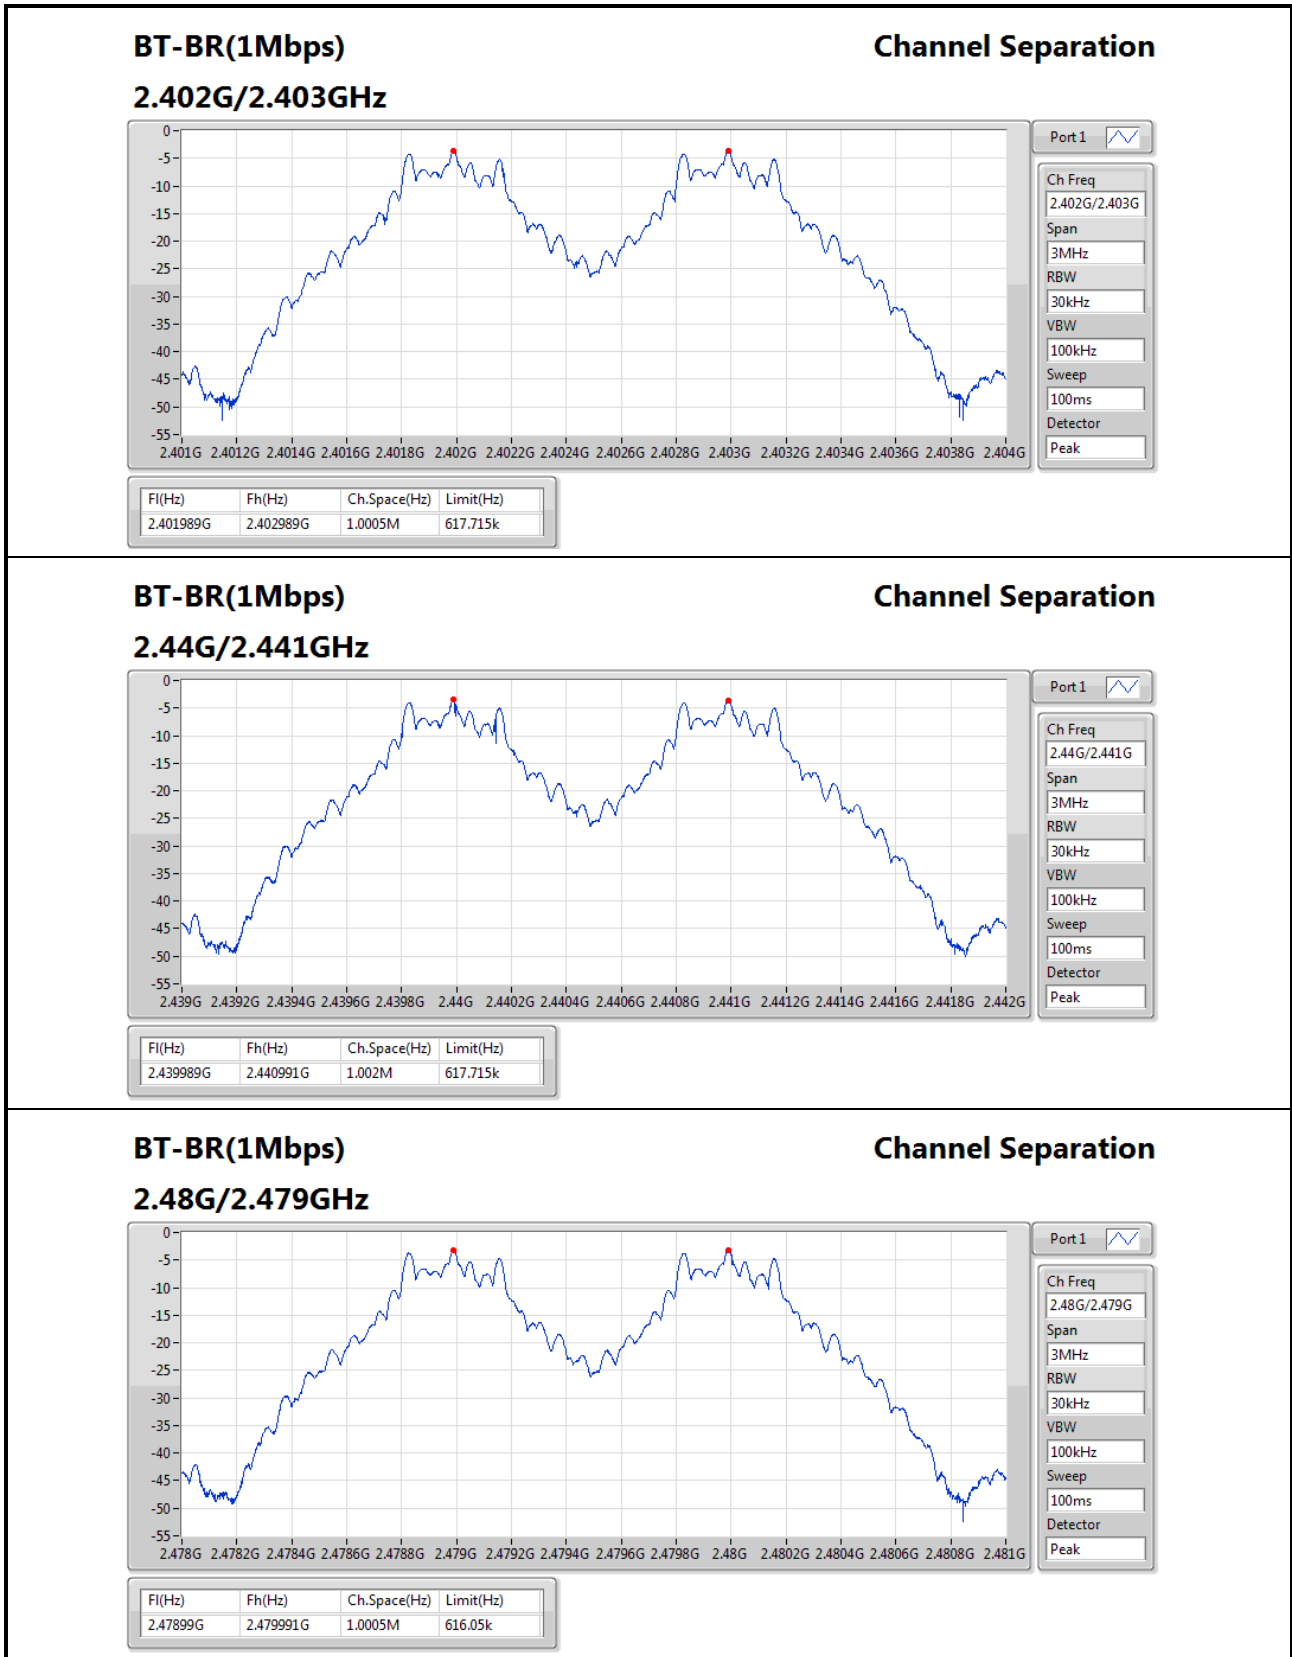 BT-BR(1Mbps) Channel Separation
2.402G/2.403GHz
0
-5
-10
-15
-20
-25
-30
-35
-40
-45
-50
-55
2.401G 2.4012G 2.4014G 2.4016G 2.4018G 2.402G 2.4022G 2.4024G 2.4026G 2.4028G 2.403G 2.4032G 2.4034G 2.4036G 2.4038G 2.404G
Port 1
Ch Freq
2.402G/2.403G
Span
3MHz
RBW
30kHz
VBW
100kHz
Sweep
100ms
Detector
Peak
Fl(Hz) Fh(Hz) Ch.Space(Hz) Limit(Hz)
2.401989G 2.402989G 1.0005M 617.715k
BT-BR(1Mbps) Channel Separation
2.44G/2.441GHz
0
-5
-10
-15
-20
-25
-30
-35
-40
-45
-50
-55
2.439G 2.4392G 2.4394G 2.4396G 2.4398G 2.44G 2.4402G 2.4404G 2.4406G 2.4408G 2.441G 2.4412G 2.4414G 2.4416G 2.4418G 2.442G
Port 1
Ch Freq
2.44G/2.441G
Span
3MHz
RBW
30kHz
VBW
100kHz
Sweep
100ms
Detector
Peak
Fl(Hz) Fh(Hz) Ch.Space(Hz) Limit(Hz)
2.439989G 2.440991G 1.002M 617.715k
BT-BR(1Mbps) Channel Separation
2.48G/2.479GHz
0
-5
-10
-15
-20
-25
-30
-35
-40
-45
-50
-55
2.478G 2.4782G 2.4784G 2.4786G 2.4788G 2.479G 2.4792G 2.4794G 2.4796G 2.4798G 2.48G 2.4802G 2.4804G 2.4806G 2.4808G 2.481G
Port 1
Ch Freq
2.48G/2.479G
Span
3MHz
RBW
30kHz
VBW
100kHz
Sweep
100ms
Detector
Peak
Fl(Hz) Fh(Hz) Ch.Space(Hz) Limit(Hz)
2.47899G 2.479991G 1.0005M 616.05k